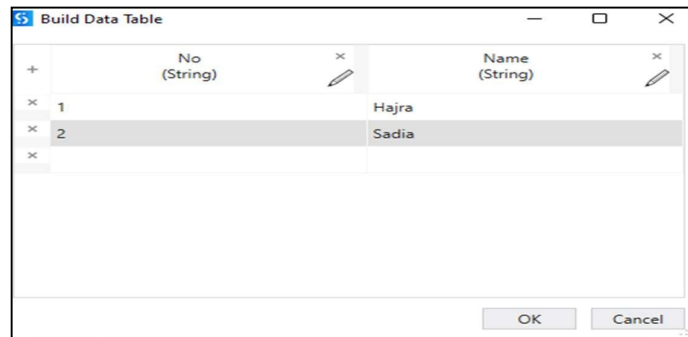 Build Data Table
No
(String)
Name
(String)
1 Hajra
2 Sadia
OK Cancel